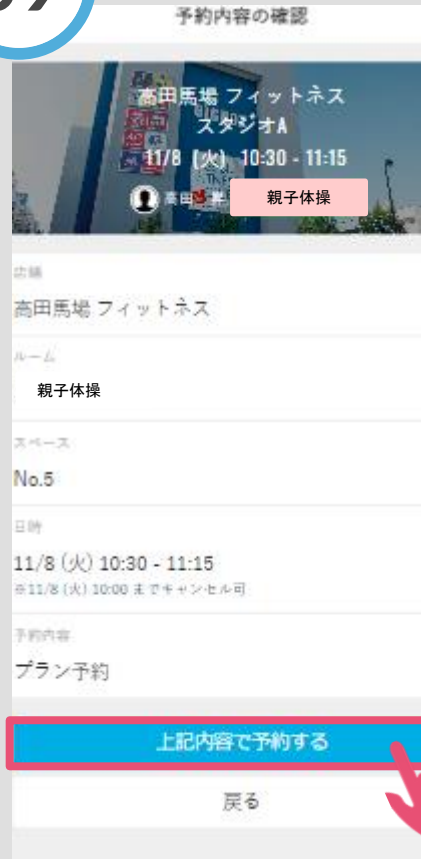 予約内容の確認
高田馬場 フィットネス
スタジオA
11/8 (火) 10:30 - 11:15
高田
親子体操
店舗
高田馬場 フィットネス
ルーム
親子体操
スペース
No.5
日時
11/8 (火) 10:30 - 11:15
※11/8 (火) 10:00 までキャンセル可
予約内容
プラン予約
上記内容で予約する
戻る